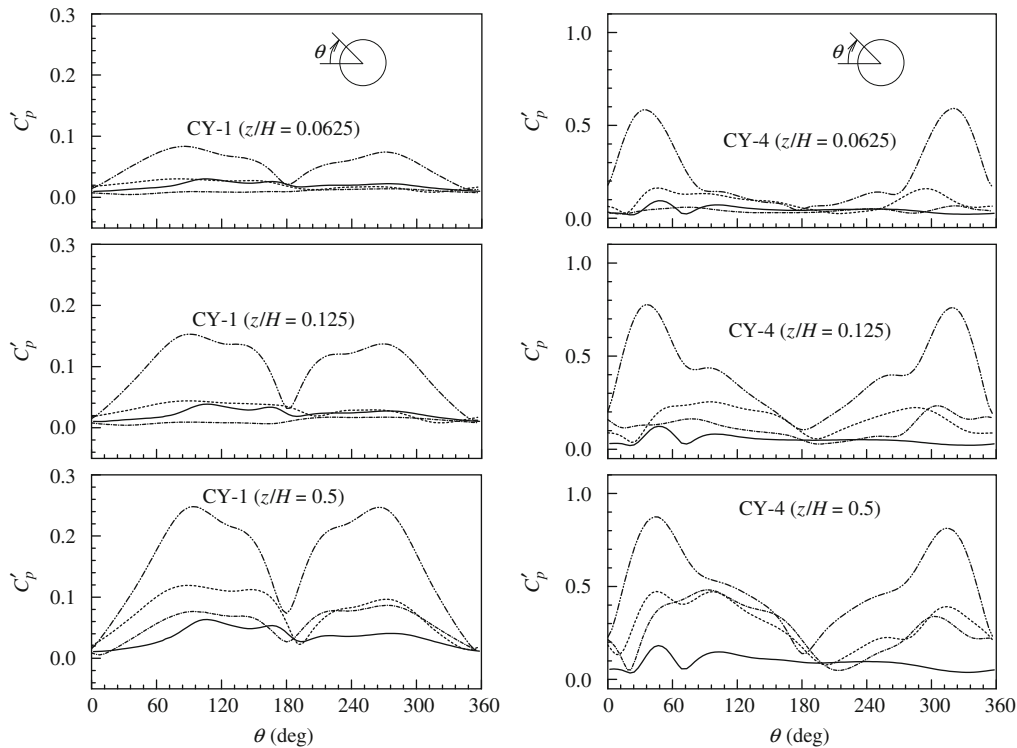 C′p
0.3
0.2
0.1
0.0
θ
CY-1 (z/H = 0.0625)
C′p
1.0
0.5
0.0
θ
CY-4 (z/H = 0.0625)
C′p
0.3
0.2
0.1
0.0
CY-1 (z/H = 0.125)
C′p
1.0
0.5
0.0
CY-4 (z/H = 0.125)
C′p
0.3
0.2
0.1
0.0
CY-1 (z/H = 0.5)
0 60 120 180 240 300 360
θ (deg)
C′p
1.0
0.5
0.0
CY-4 (z/H = 0.5)
0 60 120 180 240 300 360
θ (deg)